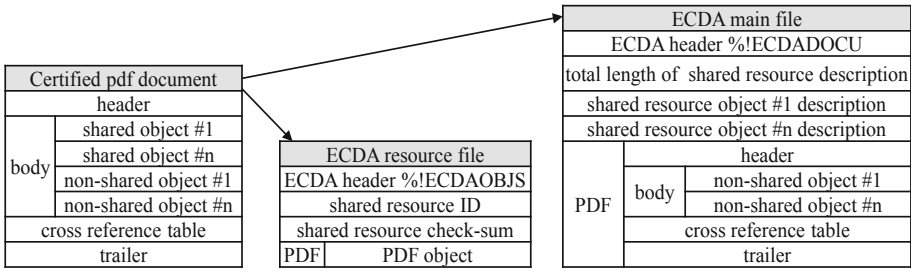 Certified pdf document
header
body
shared object #1
shared object #n
non-shared object #1
non-shared object #n
cross reference table
trailer
ECDA resource file
ECDA header %!ECDAOBJS
shared resource ID
shared resource check-sum
PDF
PDF object
ECDA main file
ECDA header %!ECDADOCU
total length of shared resource description
shared resource object #1 description
shared resource object #n description
PDF
header
body
non-shared object #1
non-shared object #n
cross reference table
trailer